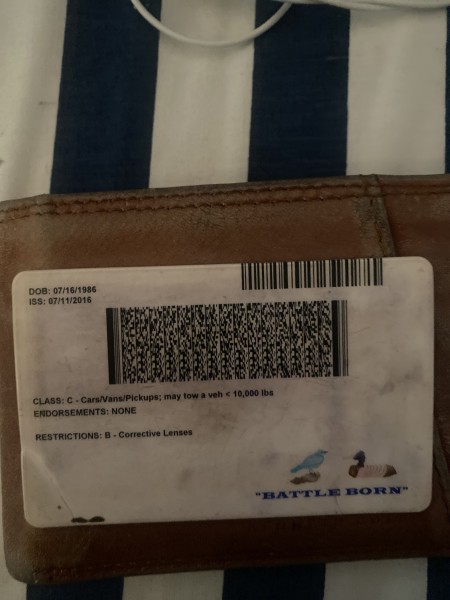 DOB: 07/16/1986
ISS: 07/11/2016
CLASS: C - Cars/Vans/Pickups; may tow a veh < 10,000 lbs
ENDORSEMENTS: NONE
RESTRICTIONS: B - Corrective Lenses
"BATTLE BORN"